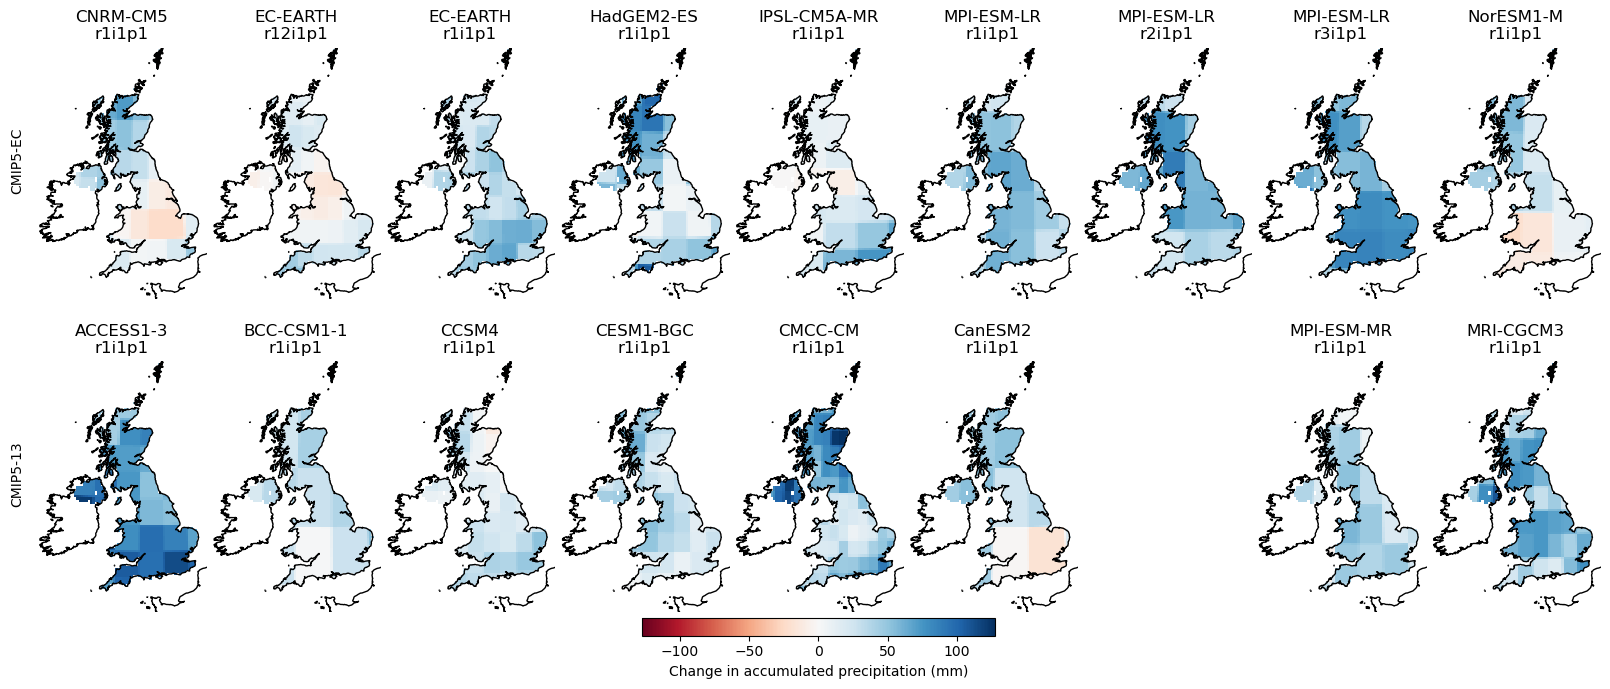 CNRM-CM5 EC-EARTH EC-EARTH HadGEM2-ES IPSL-CM5A-MR MPI-ESM-LR MPI-ESM-LR MPI-ESM-LR NorESM1-M
r1i1p1 r12i1p1 r1i1p1 r1i1p1 r1i1p1 r1i1p1 r2i1p1 r3i1p1 r1i1p1
CMIP5-EC
ACCESS1-3 BCC-CSM1-1 CCSM4 CESM1-BGC CMCC-CM CanESM2 MPI-ESM-MR MRI-CGCM3
r1i1p1 r1i1p1 r1i1p1 r1i1p1 r1i1p1 r1i1p1 r1i1p1 r1i1p1
CMIP5-13
−100 −50 0 50 100
Change in accumulated precipitation (mm)